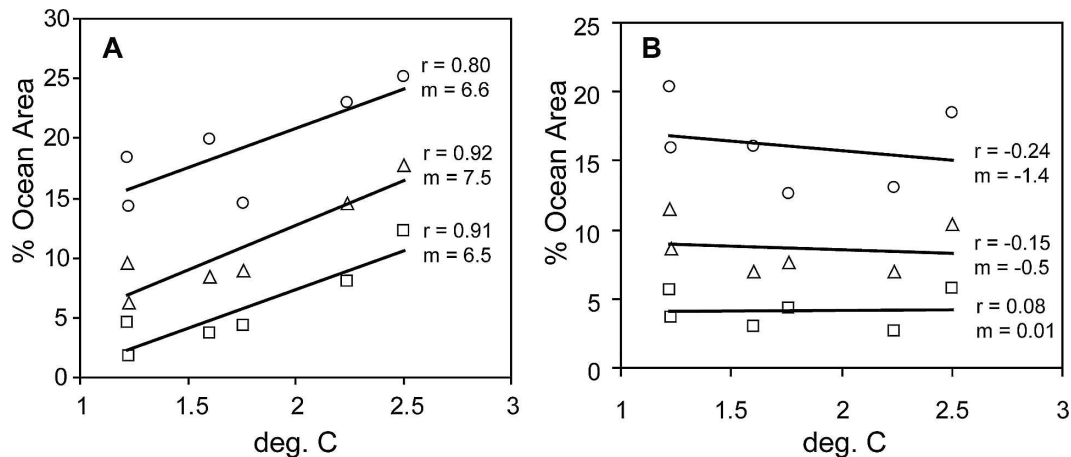 A
% Ocean Area
30
25
20
15
10
5
0
r = 0.80
m = 6.6
r = 0.92
m = 7.5
r = 0.91
m = 6.5
1
1.5
2
2.5
3
deg. C
B
% Ocean Area
25
20
15
10
5
0
r = -0.24
m = -1.4
r = -0.15
m = -0.5
r = 0.08
m = 0.01
1
1.5
2
2.5
3
deg. C